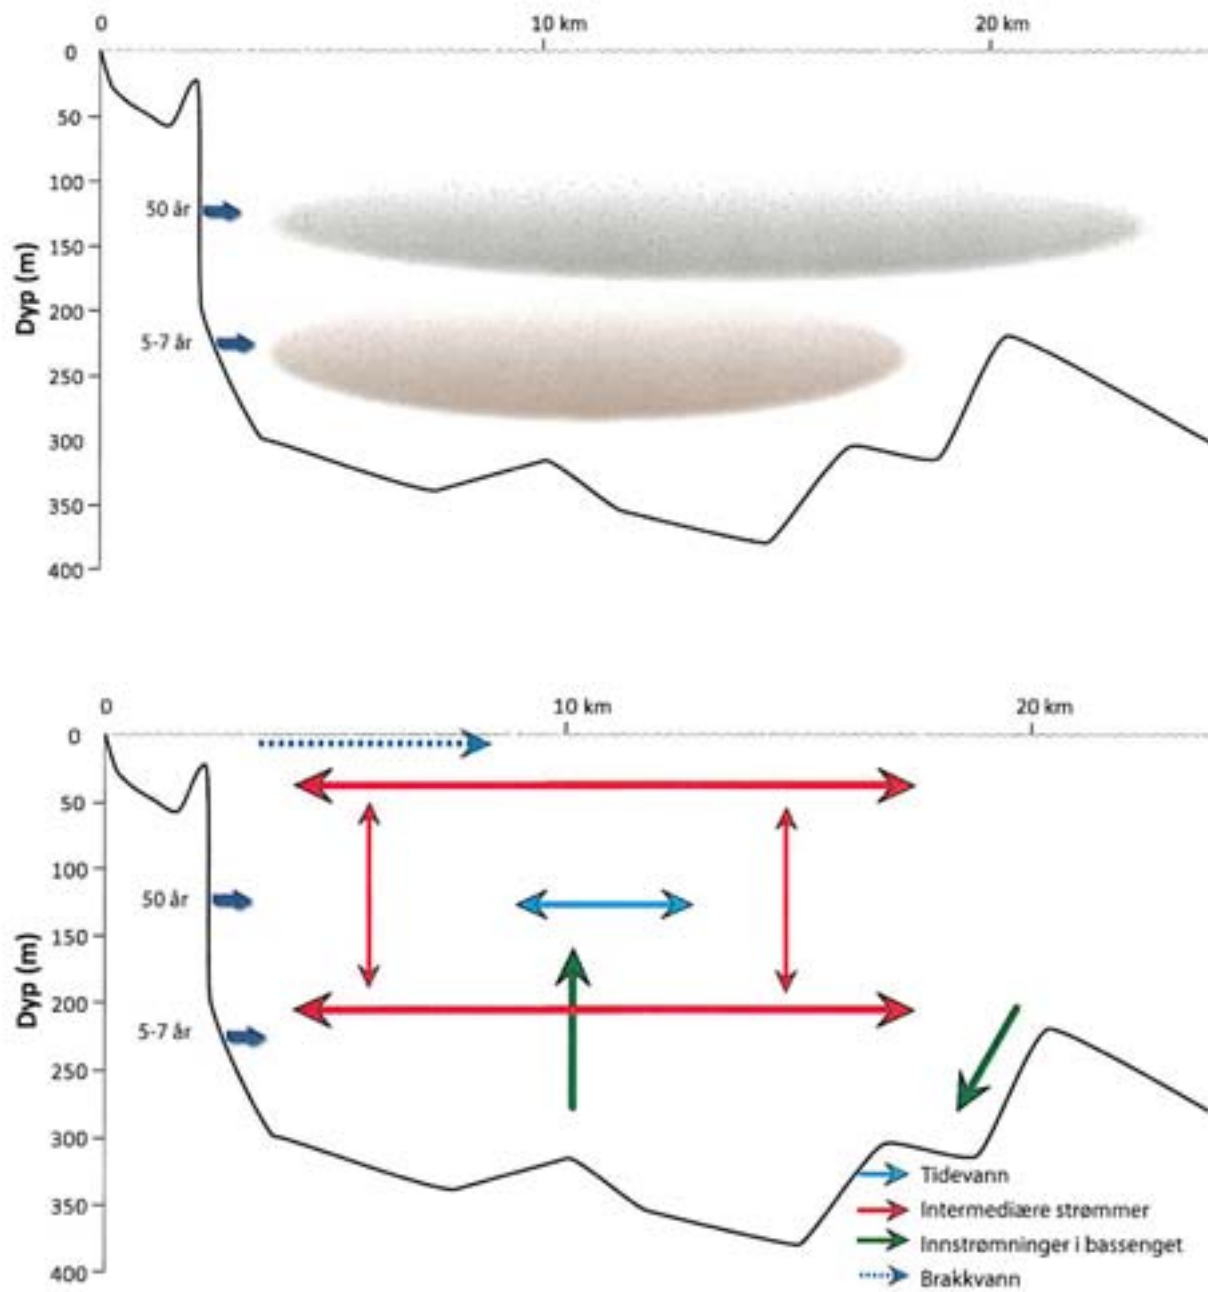 0 10 km 20 km
0
50
100
50 år
150
Dyp (m)
200
5-7 år
250
300
350
400
0 10 km 20 km
0
50
100
50 år
150
Dyp (m)
200
5-7 år
250
300
350
400
Tidevann
Intermediære strømmer
Innstrømninger i bassenget
Brakkvann